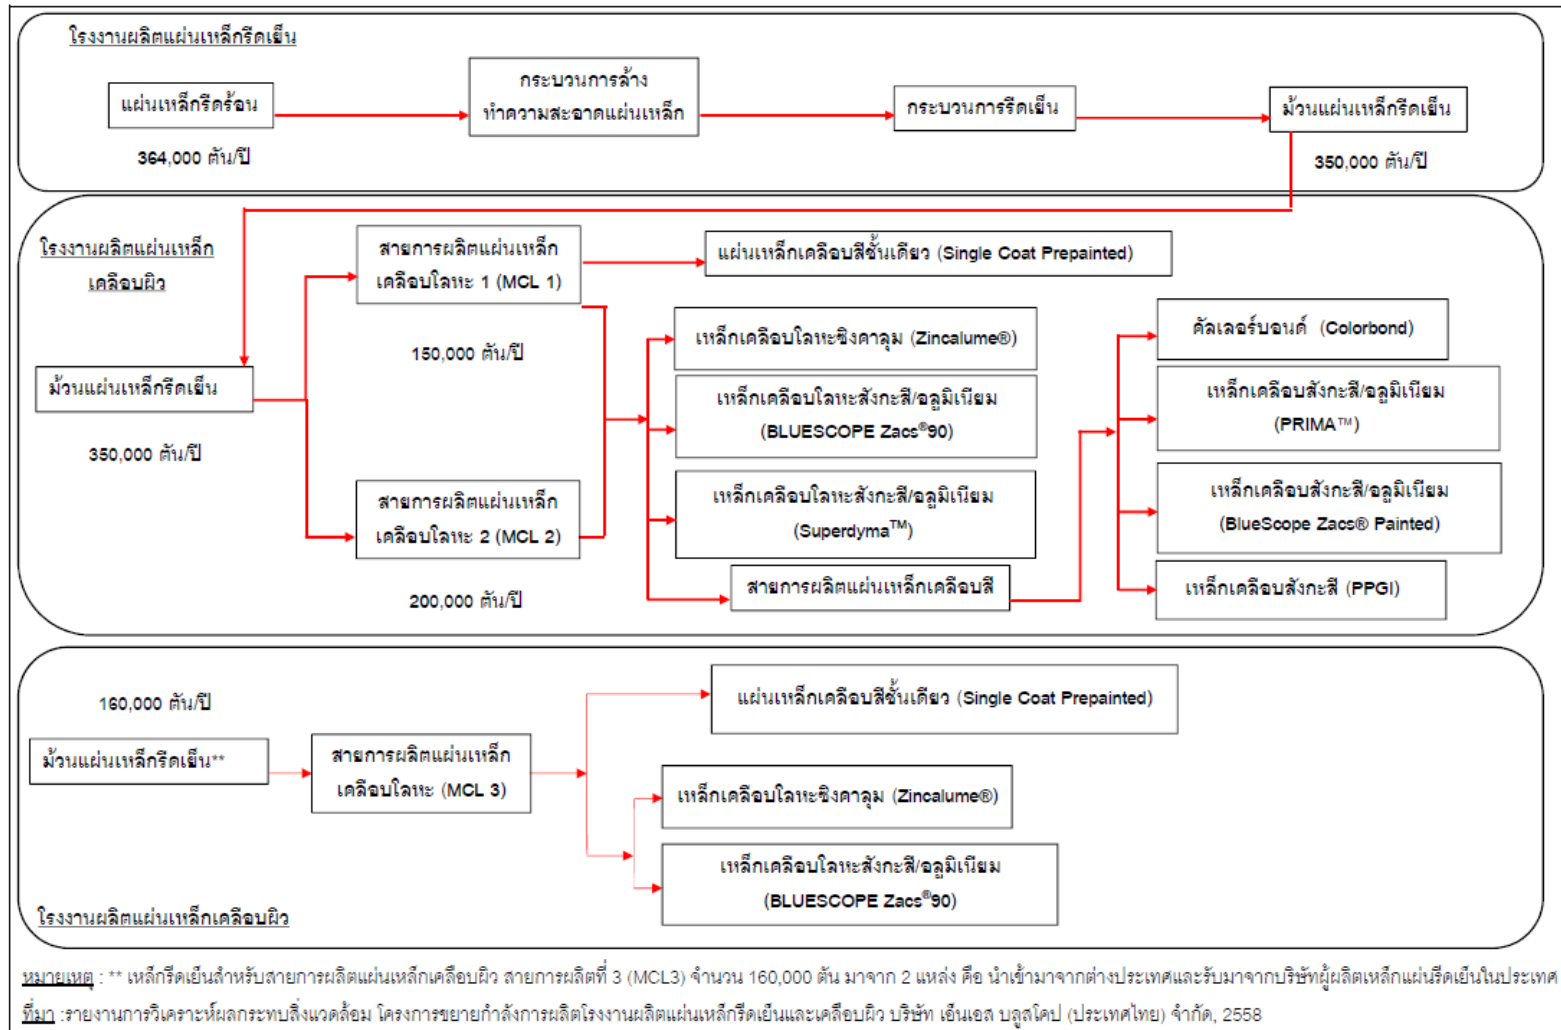 โรงงานผลิตแผ่นเหล็กรีดเย็น
แผ่นเหล็กรีดร้อน
364,000 ตัน/ปี
กระบวนการล้าง
ทำความสะอาดแผ่นเหล็ก
กระบวนการรีดเย็น
ม้วนแผ่นเหล็กรีดเย็น
350,000 ตัน/ปี
โรงงานผลิตแผ่นเหล็ก
เคลือบผิว
ม้วนแผ่นเหล็กรีดเย็น
350,000 ตัน/ปี
สายการผลิตแผ่นเหล็ก
เคลือบโลหะ 1 (MCL 1)
150,000 ตัน/ปี
สายการผลิตแผ่นเหล็ก
เคลือบโลหะ 2 (MCL 2)
200,000 ตัน/ปี
แผ่นเหล็กเคลือบสีชั้นเดียว (Single Coat Prepainted)
เหล็กเคลือบโลหะซิงคาลุม (Zincalume®)
เหล็กเคลือบโลหะสังกะสี/อลูมิเนียม
(BLUESCOPE Zacs®90)
เหล็กเคลือบโลหะสังกะสี/อลูมิเนียม
(Superdyma™)
สายการผลิตแผ่นเหล็กเคลือบสี
คัลเลอร์บอนด์ (Colorbond)
เหล็กเคลือบสังกะสี/อลูมิเนียม
(PRIMA™)
เหล็กเคลือบสังกะสี/อลูมิเนียม
(BlueScope Zacs® Painted)
เหล็กเคลือบสังกะสี (PPGI)
160,000 ตัน/ปี
ม้วนแผ่นเหล็กรีดเย็น**
สายการผลิตแผ่นเหล็ก
เคลือบโลหะ (MCL 3)
แผ่นเหล็กเคลือบสีชั้นเดียว (Single Coat Prepainted)
เหล็กเคลือบโลหะซิงคาลุม (Zincalume®)
เหล็กเคลือบโลหะสังกะสี/อลูมิเนียม
(BLUESCOPE Zacs®90)
โรงงานผลิตแผ่นเหล็กเคลือบผิว
หมายเหตุ : ** เหล็กรีดเย็นสำหรับสายการผลิตแผ่นเหล็กเคลือบผิว สายการผลิตที่ 3 (MCL3) จำนวน 160,000 ตัน มาจาก 2 แหล่ง คือ นำเข้ามาจากต่างประเทศและรับมาจากบริษัทผู้ผลิตเหล็กแผ่นรีดเย็นในประเทศ
ที่มา :รายงานการวิเคราะห์ผลกระทบสิ่งแวดล้อม โครงการขยายกำลังการผลิตโรงงานผลิตแผ่นเหล็กรีดเย็นและเคลือบผิว บริษัท เอ็นเอส บลูสโคป (ประเทศไทย) จำกัด, 2558